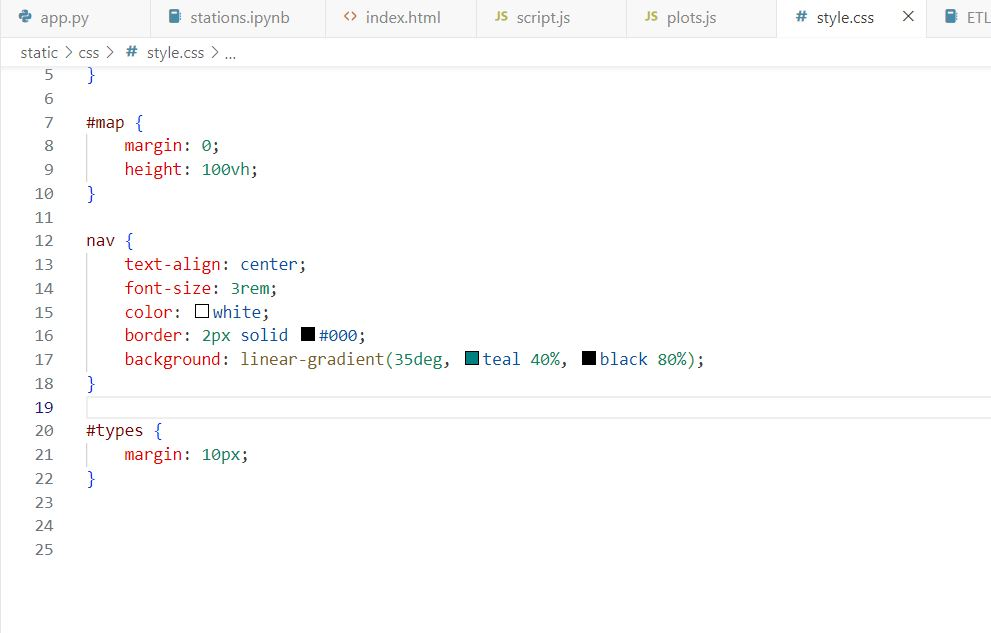 app.py stations.ipynb <> index.html JS script.js JS plots.js # style.css ETL
static > css > # style.css > ...
5 }
6
7 #map {
8 margin: 0;
9 height: 100vh;
10 }
11
12 nav {
13 text-align: center;
14 font-size: 3rem;
15 color: white;
16 border: 2px solid #000;
17 background: linear-gradient(35deg, teal 40%, black 80%);
18 }
19
20 #types {
21 margin: 10px;
22 }
23
24
25